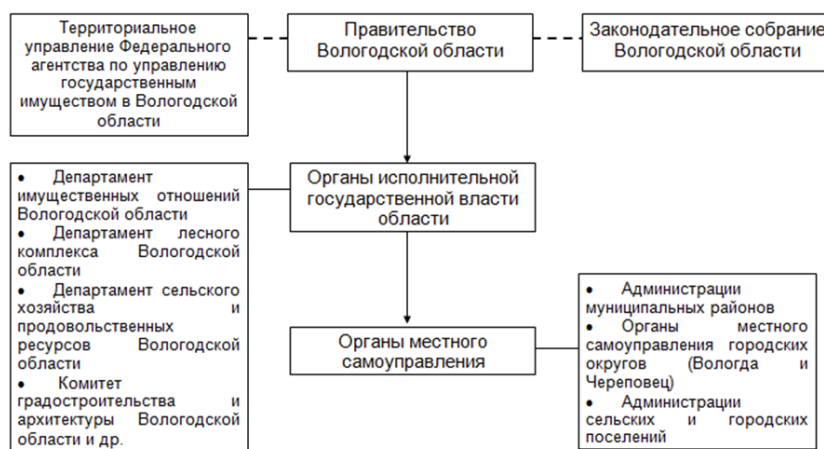 Территориальное
управление Федерального
агентства по управлению
государственным
имуществом в Вологодской
области
Правительство
Вологодской области
Законодательное собрание
Вологодской области
• Департамент
имущественных отношений
Вологодской области
• Департамент лесного
комплекса Вологодской
области
• Департамент сельского
хозяйства и
продовольственных
ресурсов Вологодской
области
• Комитет
градостроительства и
архитектуры Вологодской
области и др.
Органы исполнительной
государственной власти
области
Органы местного
самоуправления
• Администрации
муниципальных районов
• Органы местного
самоуправления городских
округов (Вологда и
Череповец)
• Администрации
сельских и городских
поселений